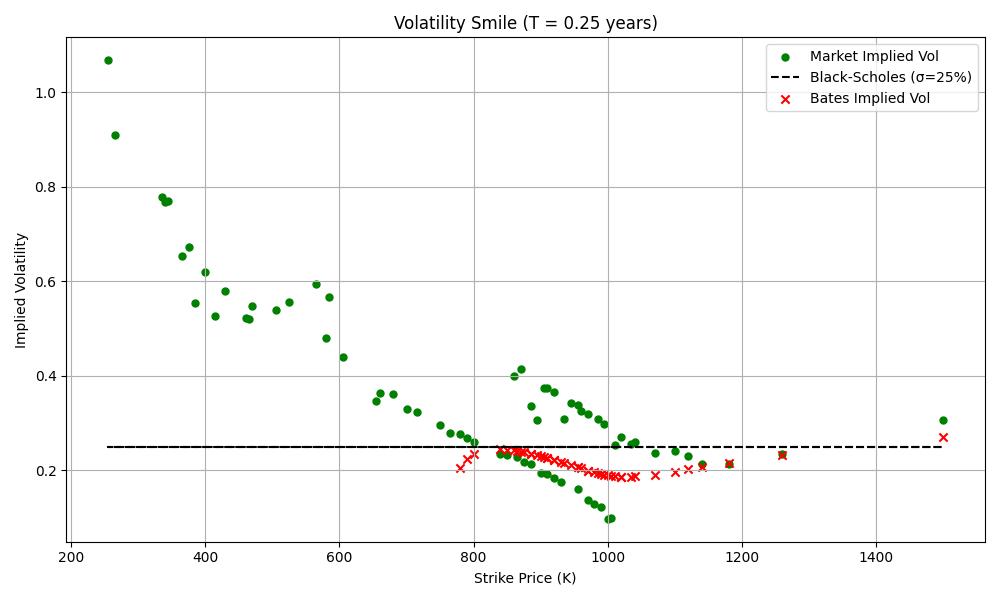 Volatility Smile (T = 0.25 years)
Market Implied Vol
Black-Scholes (σ=25%)
Bates Implied Vol
Implied Volatility
1.0
0.8
0.6
0.4
0.2
200 400 600 800 1000 1200 1400
Strike Price (K)